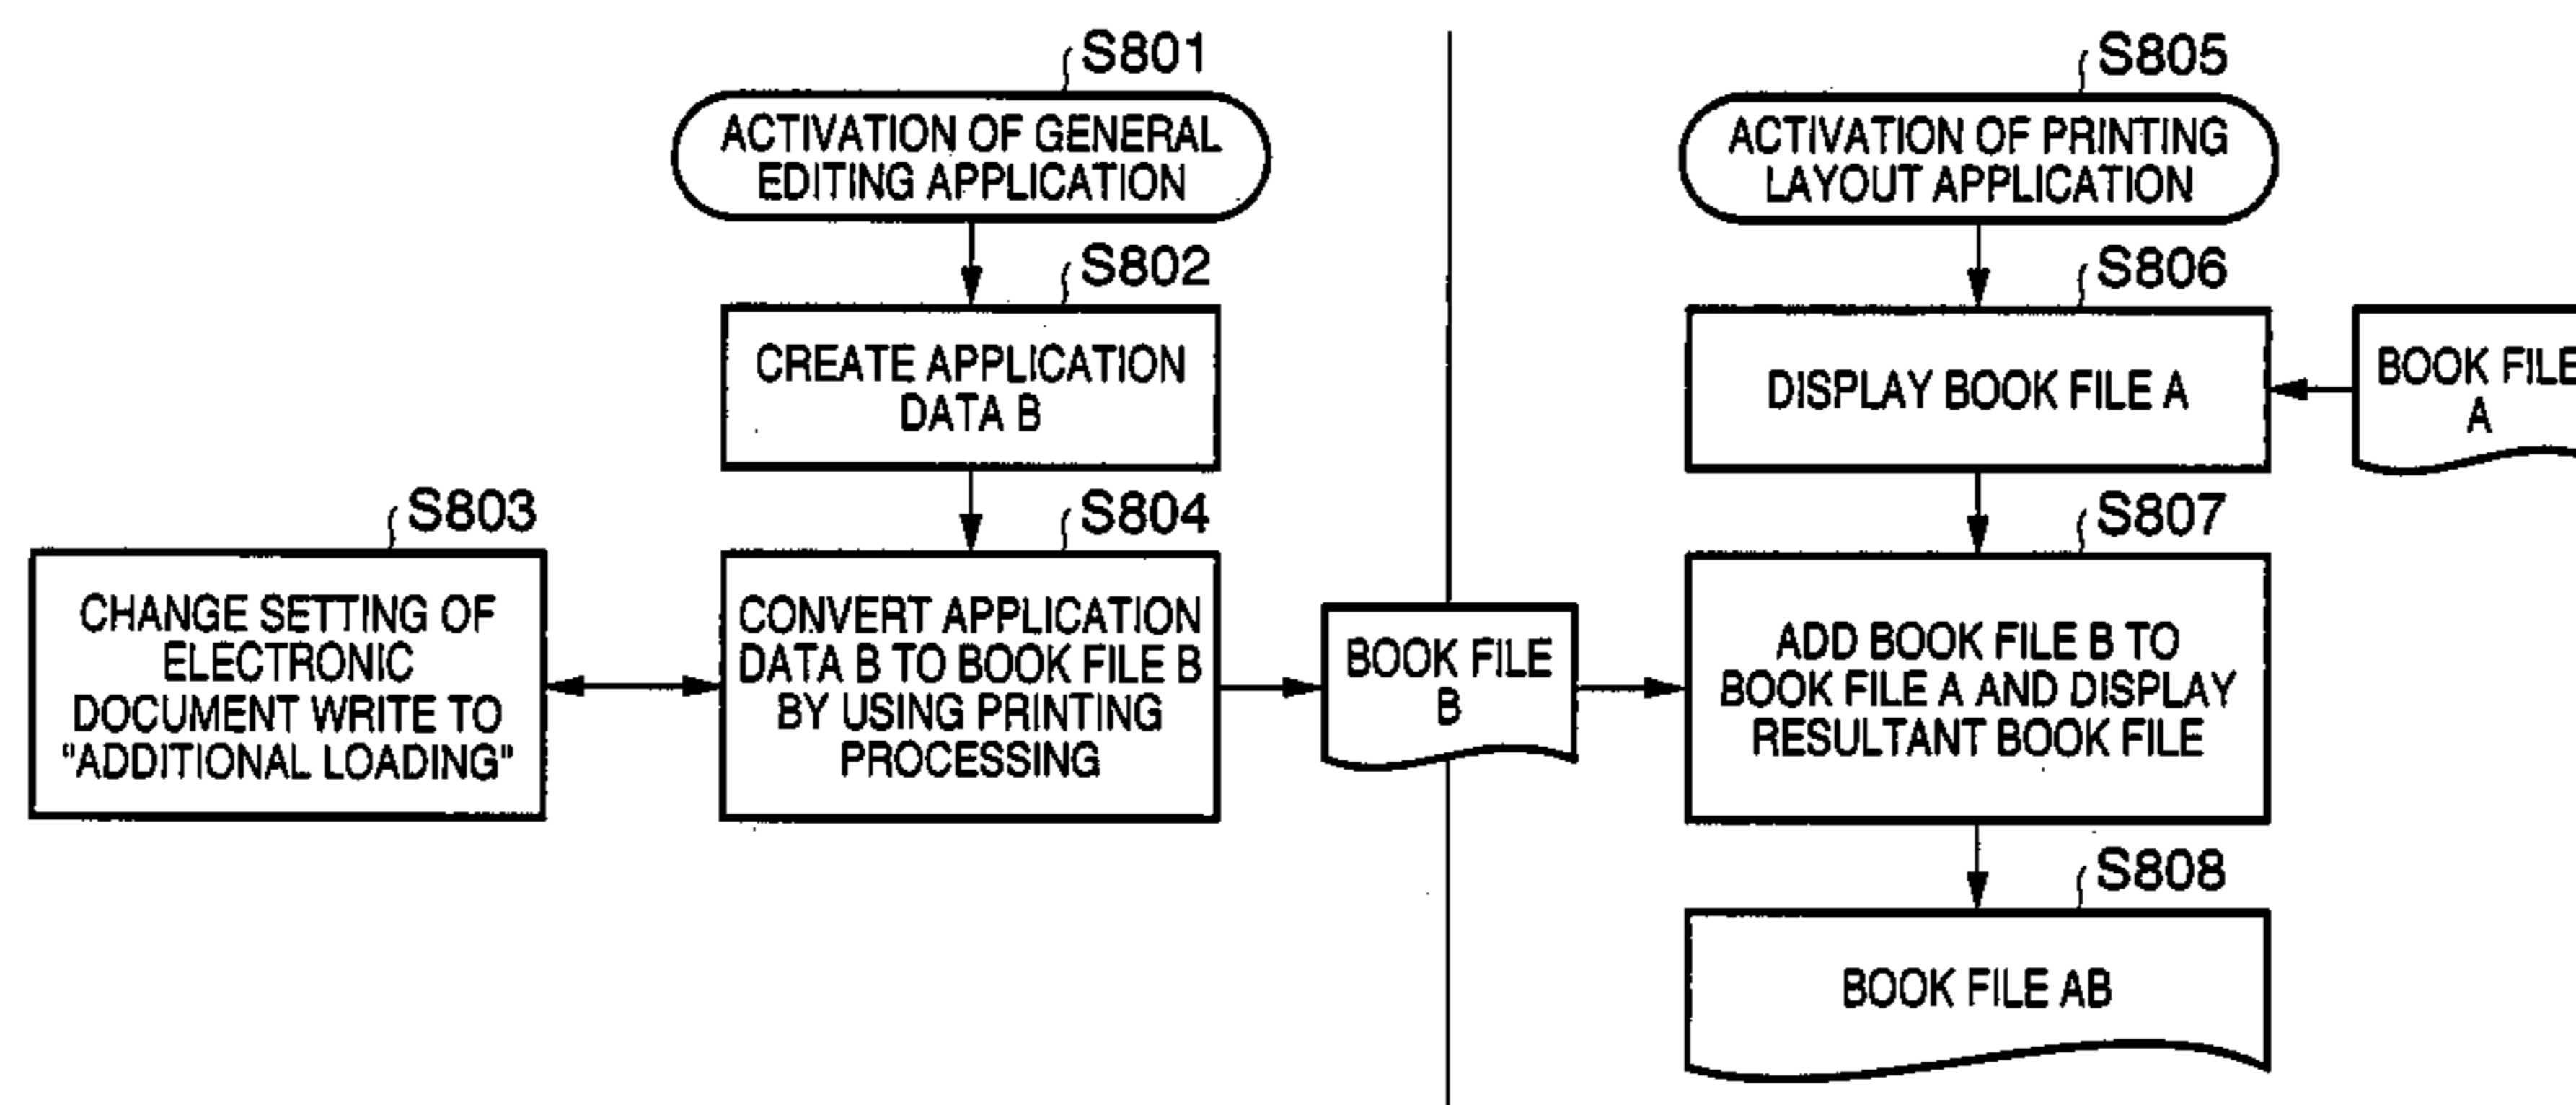 S801
ACTIVATION OF GENERAL
EDITING APPLICATION
S802
CREATE APPLICATION
DATA B
S803
CHANGE SETTING OF
ELECTRONIC
DOCUMENT WRITE TO
"ADDITIONAL LOADING"
S804
CONVERT APPLICATION
DATA B TO BOOK FILE B
BY USING PRINTING
PROCESSING
BOOK FILE
B
S805
ACTIVATION OF PRINTING
LAYOUT APPLICATION
S806
DISPLAY BOOK FILE A
BOOK FILE
A
S807
ADD BOOK FILE B TO
BOOK FILE A AND DISPLAY
RESULTANT BOOK FILE
S808
BOOK FILE AB